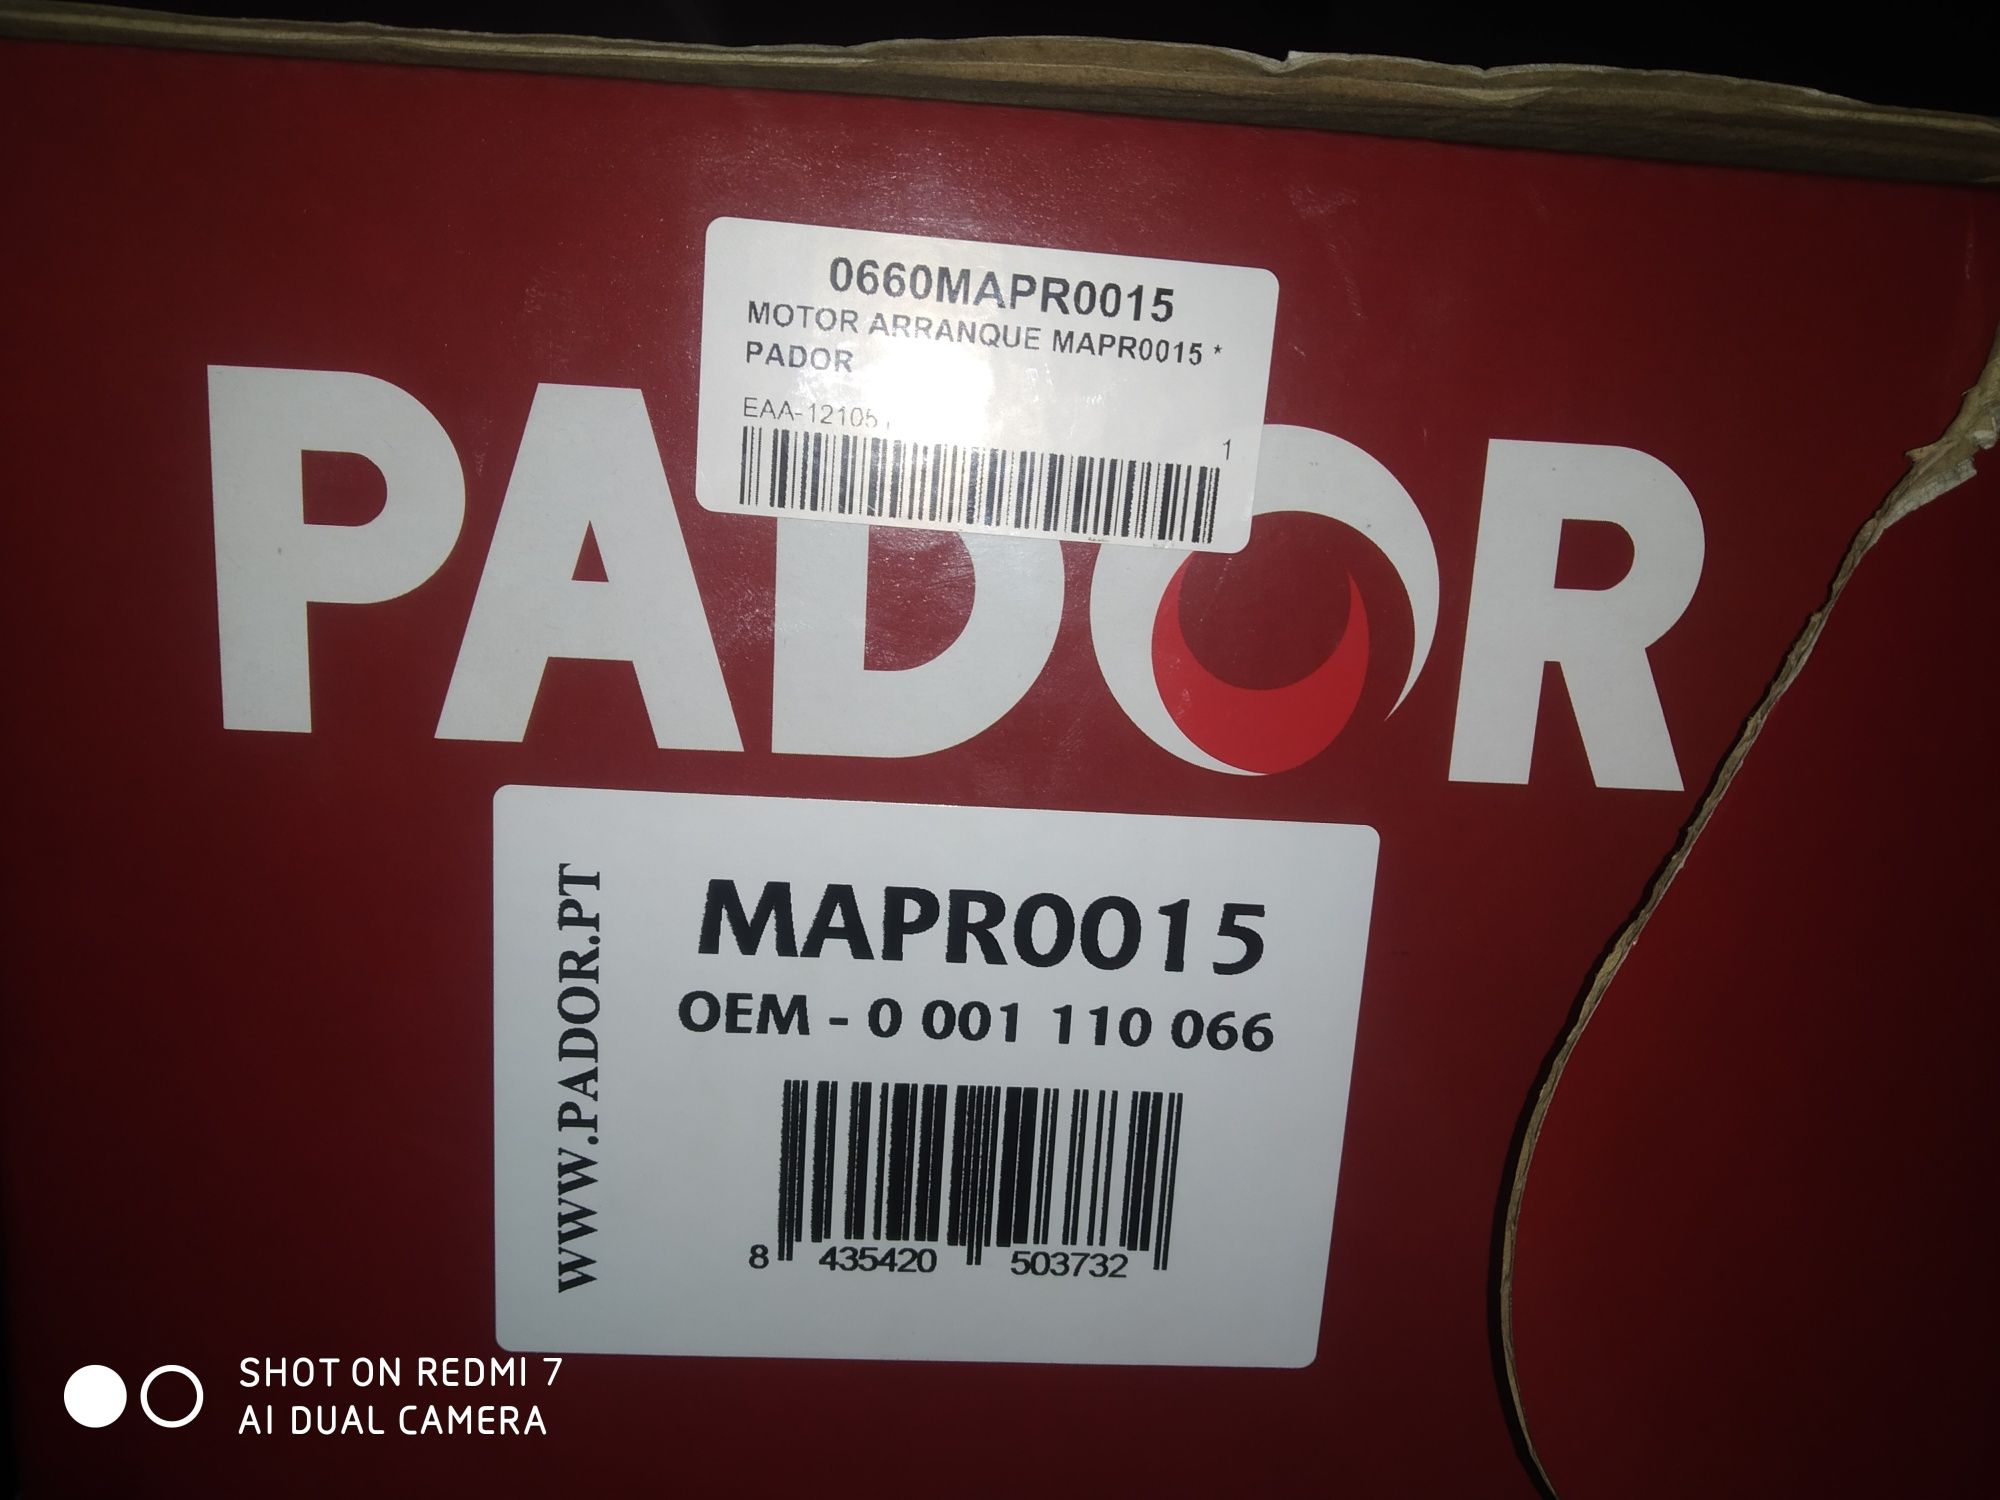 0660MAPR0015
MOTOR ARRANQUE MAPR0015 *
PADOR
EAA-12105
1
PADOR
WWW.PADOR.PT
MAPR0015
OEM - 0 001 110 066
8 435420 503732
SHOT ON REDMI 7
AI DUAL CAMERA